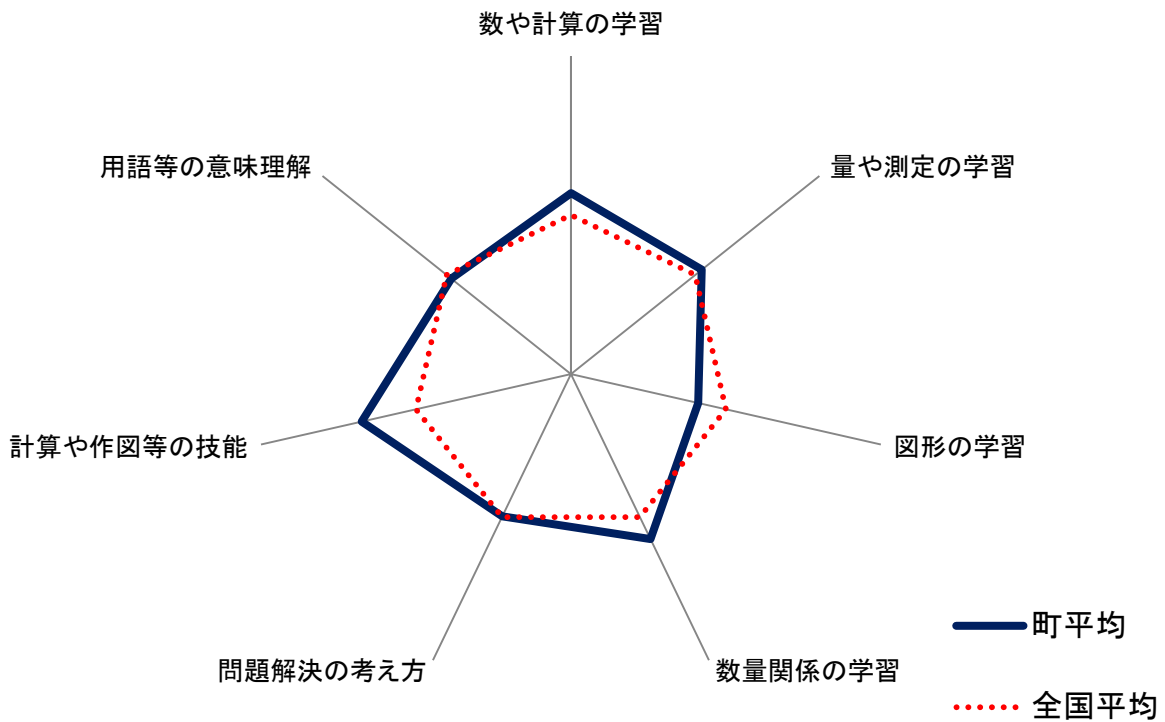 数や計算の学習
用語等の意味理解
量や測定の学習
計算や作図等の技能
図形の学習
問題解決の考え方
数量関係の学習
町平均
全国平均